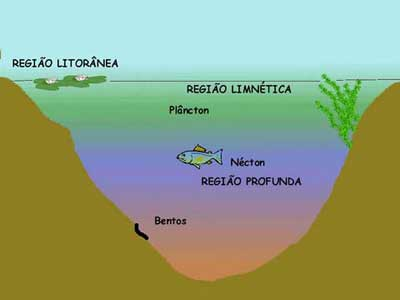 REGIÃO LITORÂNEA
REGIÃO LIMNÉTICA
Plâncton
Nécton
REGIÃO PROFUNDA
Bentos